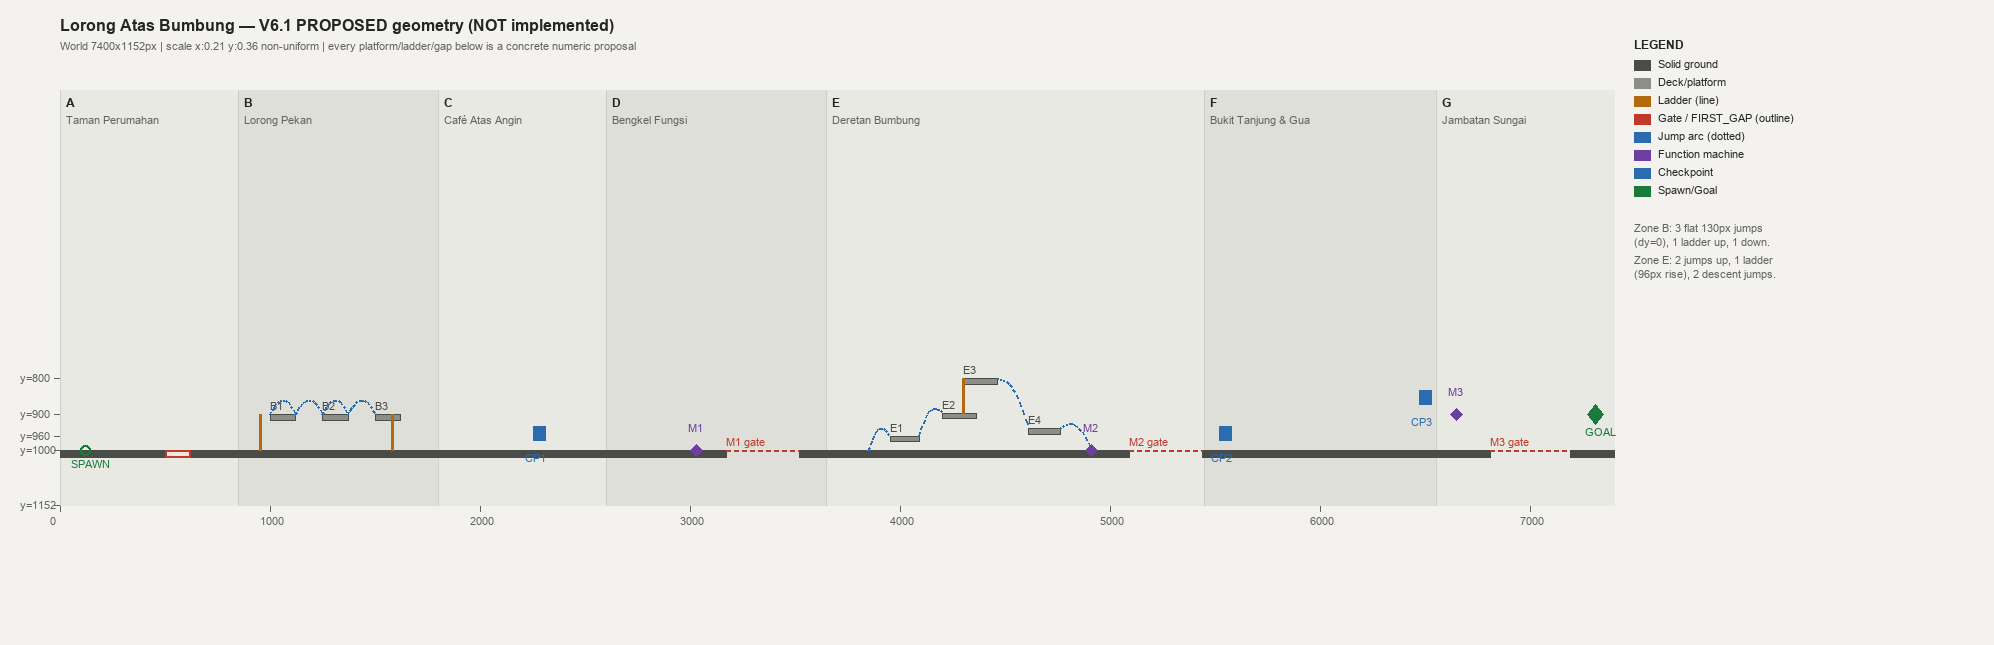 Lorong Atas Bumbung — V6.1 PROPOSED geometry (NOT implemented)
World 7400x1152px | scale x:0.21 y:0.36 non-uniform | every platform/ladder/gap below is a concrete numeric proposal
A
Taman Perumahan
B
Lorong Pekan
C
Café Atas Angin
D
Bengkel Fungsi
E
Deretan Bumbung
F
Bukit Tanjung & Gua
G
Jambatan Sungai
LEGEND
Solid ground
Deck/platform
Ladder (line)
Gate / FIRST_GAP (outline)
Jump arc (dotted)
Function machine
Checkpoint
Spawn/Goal
Zone B: 3 flat 130px jumps
(dy=0), 1 ladder up, 1 down.
Zone E: 2 jumps up, 1 ladder
(96px rise), 2 descent jumps.
y=800
y=900
y=960
y=1000
y=1152
SPAWN
B1
B2
B3
CP1
M1
M1 gate
E1
E2
E3
E4
M2
M2 gate
CP2
CP3
M3
M3 gate
GOAL
0
1000
2000
3000
4000
5000
6000
7000